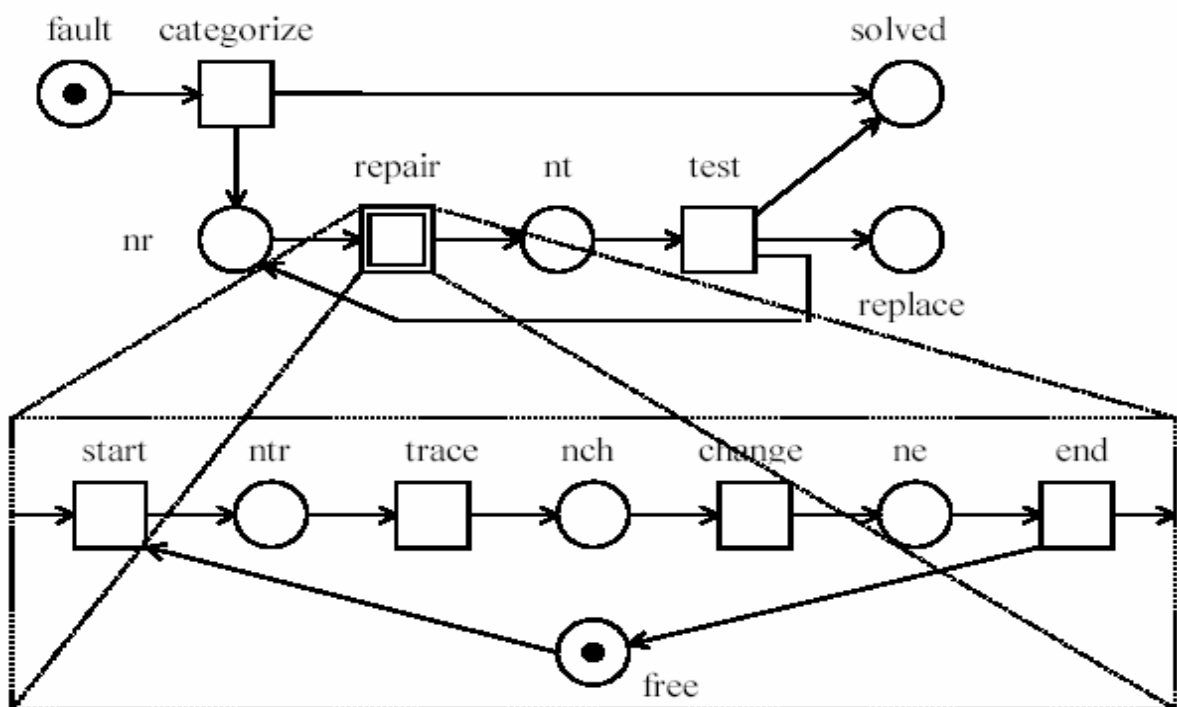 fault categorize solved
repair nt test
nr
replace
start ntr trace nch change ne end
free